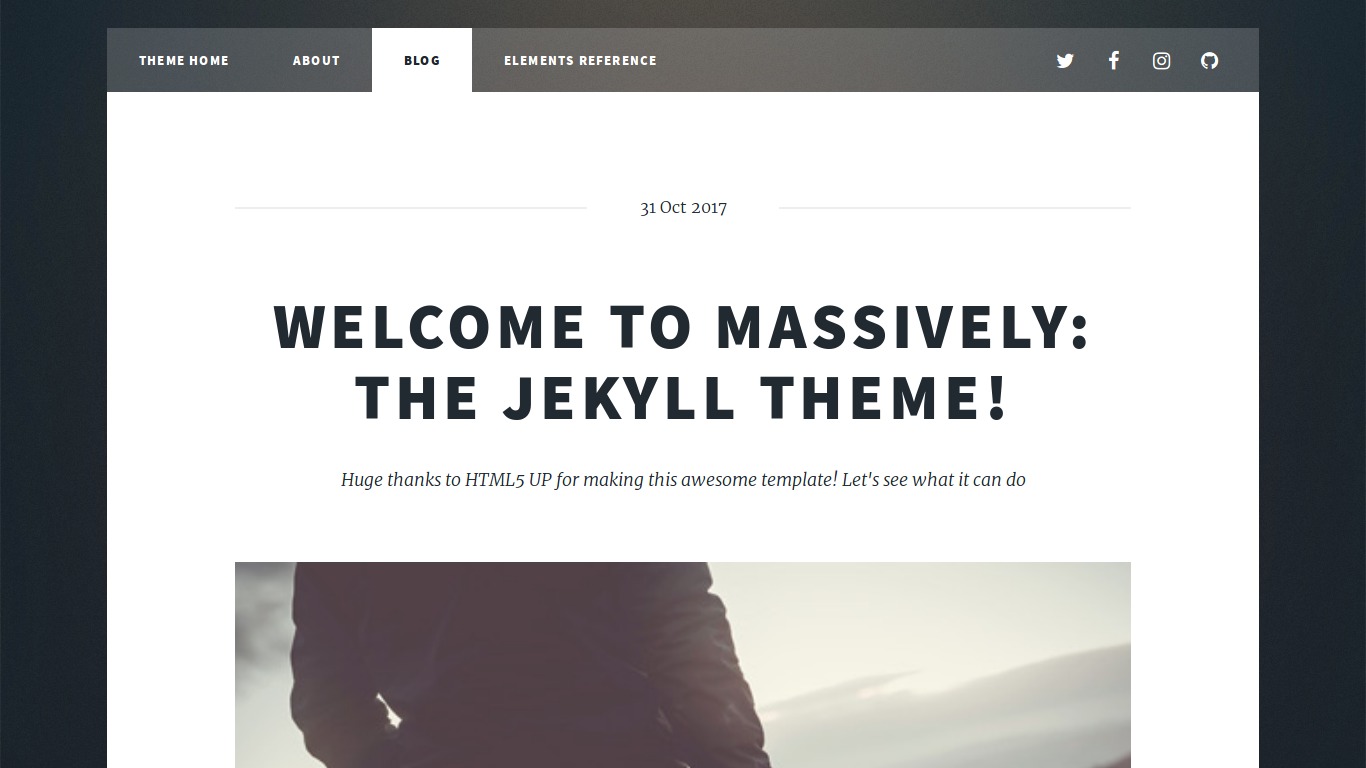 THEME HOME ABOUT BLOG ELEMENTS REFERENCE
31 Oct 2017
WELCOME TO MASSIVELY:
THE JEKYLL THEME!
Huge thanks to HTML5 UP for making this awesome template! Let's see what it can do